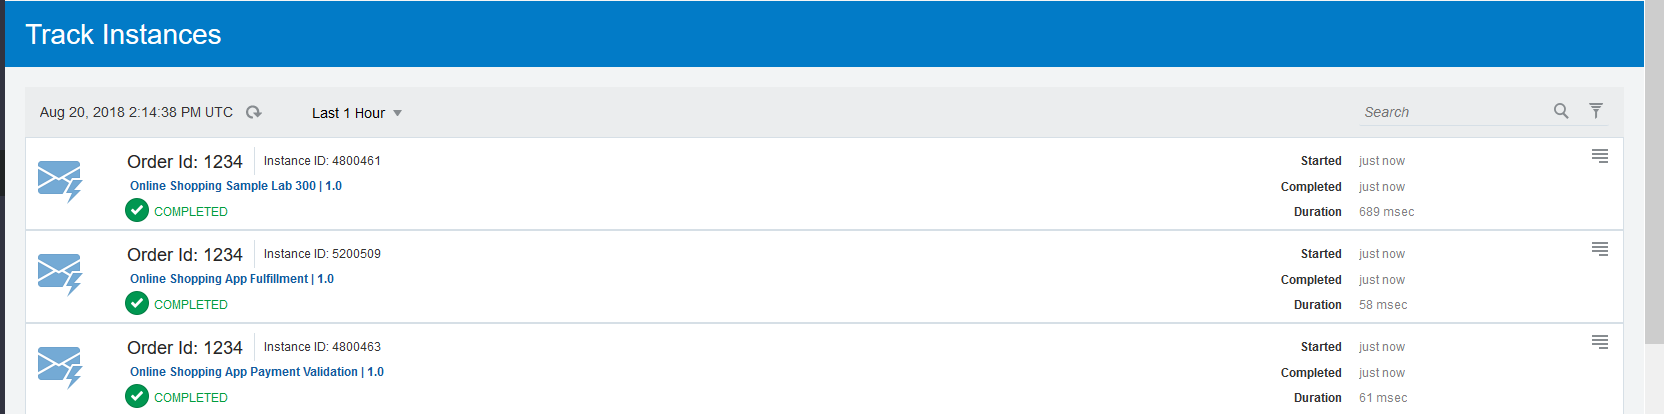 Track Instances
Aug 20, 2018 2:14:38 PM UTC Last 1 Hour Search
Order Id: 1234 Instance ID: 4800461 Started just now
Online Shopping Sample Lab 300 | 1.0 Completed just now
COMPLETED Duration 689 msec
Order Id: 1234 Instance ID: 5200509 Started just now
Online Shopping App Fulfillment | 1.0 Completed just now
COMPLETED Duration 58 msec
Order Id: 1234 Instance ID: 4800463 Started just now
Online Shopping App Payment Validation | 1.0 Completed just now
COMPLETED Duration 61 msec